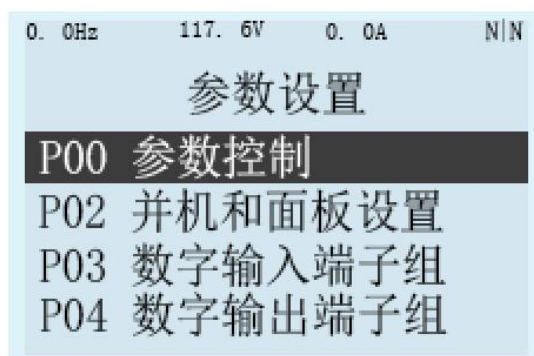 0. 0Hz 117. 6V 0. 0A N|N
参数设置
P00 参数控制
P02 并机和面板设置
P03 数字输入端子组
P04 数字输出端子组